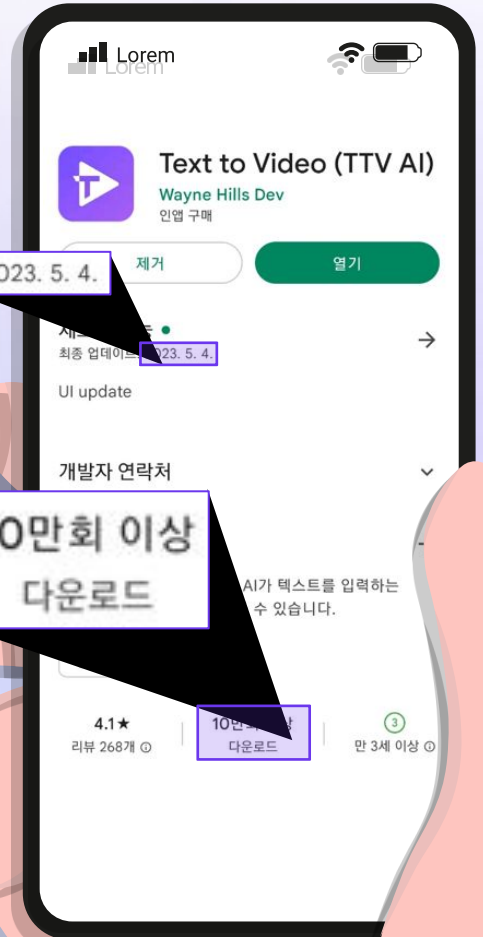 Lorem
Lorem
Text to Video (TTV AI)
Wayne Hills Dev
인앱 구매
023. 5. 4.
제거
열기
최종 업데이트: 023. 5. 4.
UI update
개발자 연락처
0만회 이상
다운로드
AI가 텍스트를 입력하는
수 있습니다.
4.1★
리뷰 268개
10만
다운로드
3
만 3세 이상